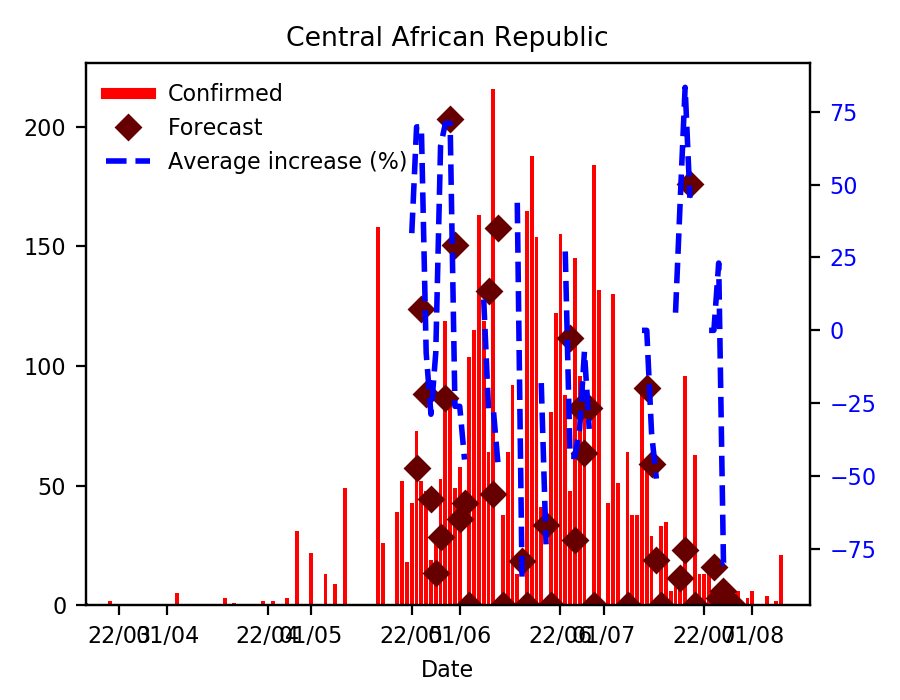 Central African Republic
Confirmed
Forecast
Average increase (%)
200
150
100
50
0
75
50
25
0
−25
−50
−75
22/03 01/04 22/04 01/05 22/05 01/06 22/06 01/07 22/07 01/08
Date